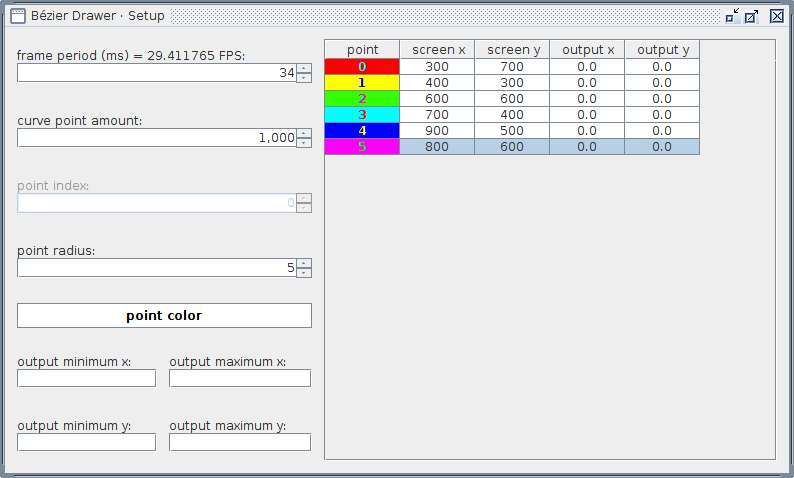 Bézier Drawer · Setup
frame period (ms) = 29.411765 FPS:
34
curve point amount:
1,000
point index:
0
point radius:
5
point color
output minimum x: output maximum x:
output minimum y: output maximum y:
point screen x screen y output x output y
0 300 700 0.0 0.0
1 400 300 0.0 0.0
2 600 600 0.0 0.0
3 700 400 0.0 0.0
4 900 500 0.0 0.0
5 800 600 0.0 0.0